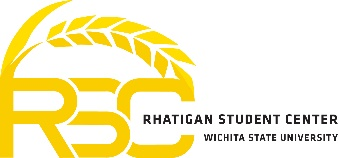 RSC
RHATIGAN STUDENT CENTER
WICHITA STATE UNIVERSITY